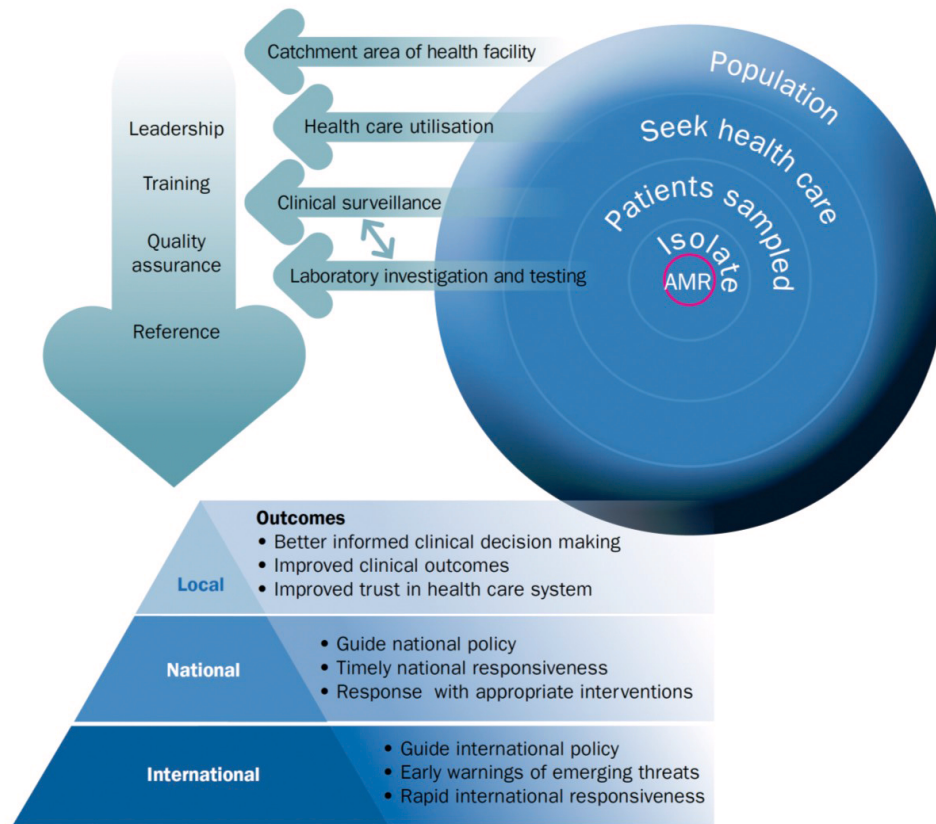 Catchment area of health facility
Health care utilisation
Clinical surveillance
Laboratory investigation and testing
Leadership
Training
Quality
assurance
Reference
Population
Seek health care
Patients sampled
Isolate
AMR
Outcomes
• Better informed clinical decision making
• Improved clinical outcomes
• Improved trust in health care system
Local
• Guide national policy
• Timely national responsiveness
• Response with appropriate interventions
National
• Guide international policy
• Early warnings of emerging threats
• Rapid international responsiveness
International